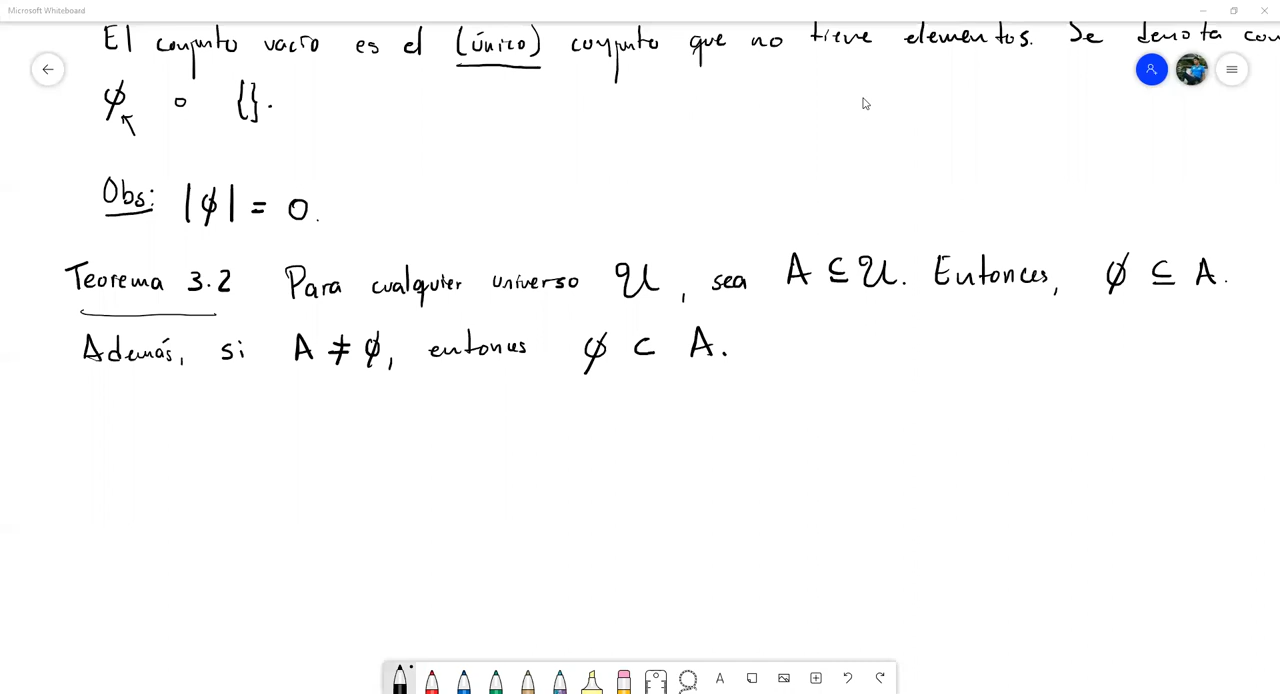 Microsoft Whiteboard
El conjunto vacío es el (único) conjunto que no tiene elementos. Se denota con
∅ o {}.
Obs: |∅| = 0.
Teorema 3.2 Para cualquier universo 𝒰, sea A ⊆ 𝒰. Entonces, ∅ ⊆ A.
Además, si A ≠ ∅, entonces ∅ ⊂ A.